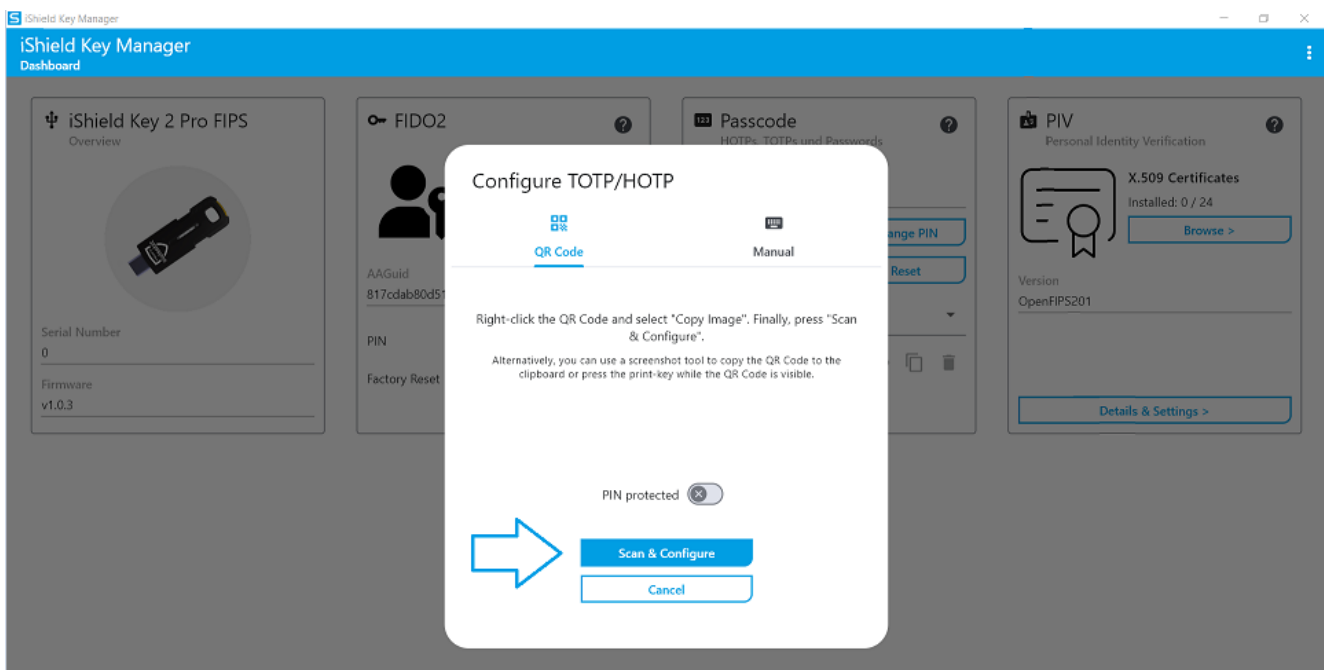 iShield Key Manager
iShield Key Manager
Dashboard
iShield Key 2 Pro FIPS
Overview
Serial Number
0
Firmware
v1.0.3
FIDO2
AAGuid
817cdab80d51
PIN
Factory Reset
123 Passcode
HOTPs, TOTPs und Passwords
ange PIN
Reset
PIV
Personal Identity Verification
X.509 Certificates
Installed: 0 / 24
Browse >
Version
OpenFIPS201
Details & Settings >
Configure TOTP/HOTP
QR Code
Manual
Right-click the QR Code and select "Copy Image". Finally, press "Scan
& Configure".
Alternatively, you can use a screenshot tool to copy the QR Code to the
clipboard or press the print-key while the QR Code is visible.
PIN protected
Scan & Configure
Cancel